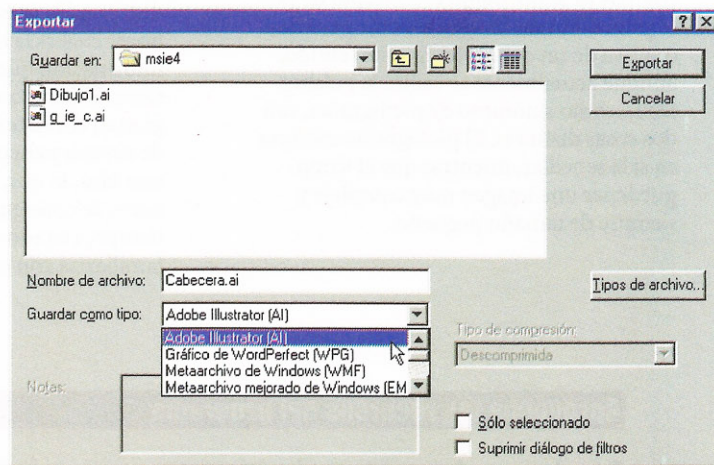 Exportar
Guardar en: msie4
Exportar
Cancelar
Dibujo1.ai
g_ie_c.ai
Nombre de archivo: Cabecera.ai
Tipos de archivo...
Guardar como tipo: Adobe Illustrator (AI)
Adobe Illustrator (AI)
Gráfico de WordPerfect (WPG)
Metaarchivo de Windows (WMF)
Metaarchivo mejorado de Windows (EM
Tipo de compresión:
Descomprimida
Notas:
Sólo seleccionado
Suprimir diálogo de filtros